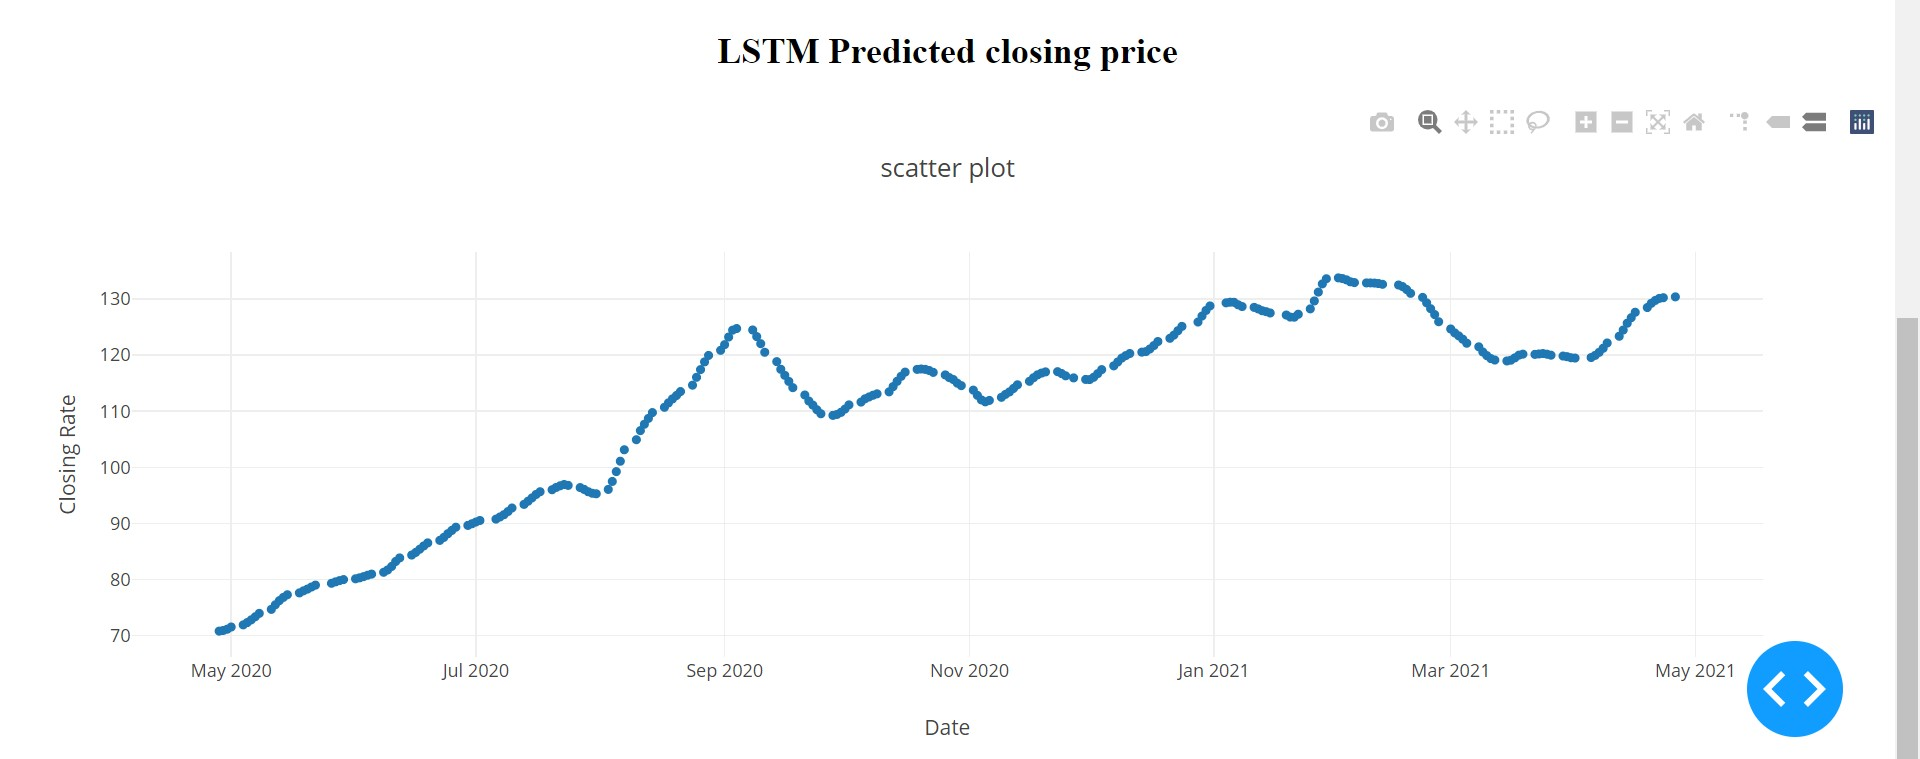 LSTM Predicted closing price
scatter plot
130
120
110
100
90
80
70
Closing Rate
May 2020 Jul 2020 Sep 2020 Nov 2020 Jan 2021 Mar 2021 May 2021
Date